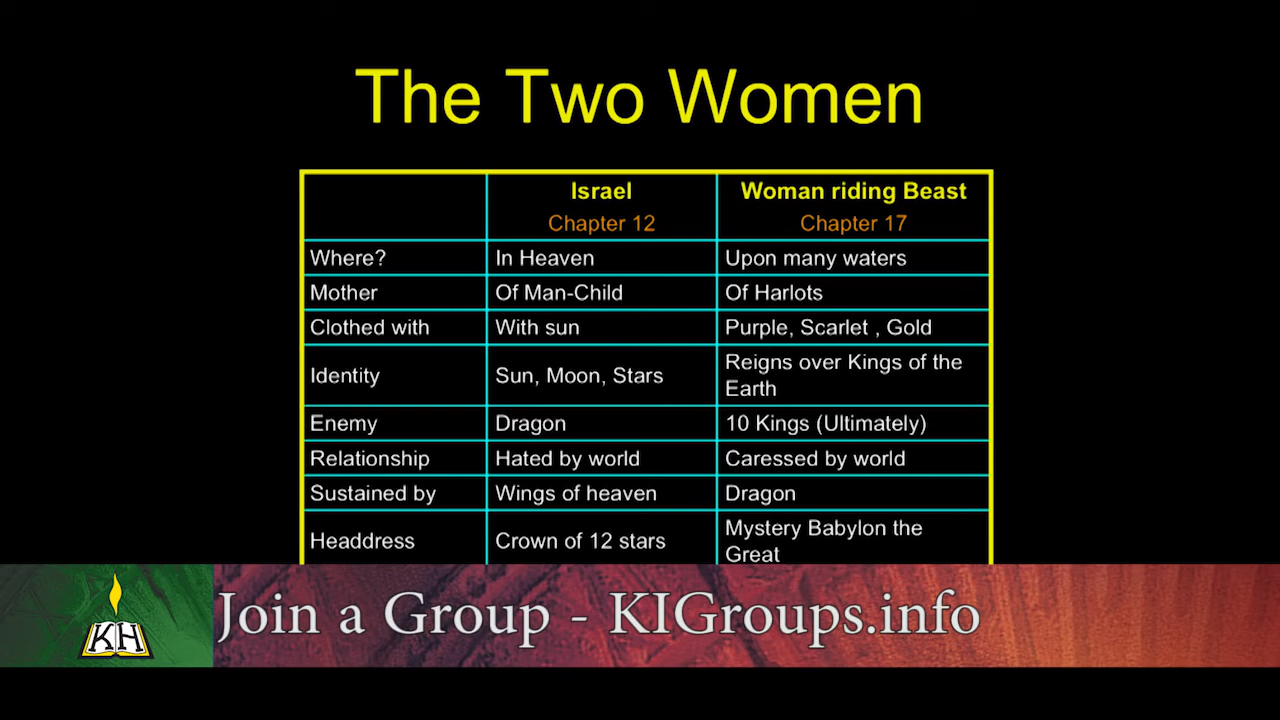 The Two Women
Israel
Chapter 12
Woman riding Beast
Chapter 17
Where?
In Heaven
Upon many waters
Mother
Of Man-Child
Of Harlots
Clothed with
With sun
Purple, Scarlet , Gold
Identity
Sun, Moon, Stars
Reigns over Kings of the
Earth
Enemy
Dragon
10 Kings (Ultimately)
Relationship
Hated by world
Caressed by world
Sustained by
Wings of heaven
Dragon
Headdress
Crown of 12 stars
Mystery Babylon the
Great
KH
Join a Group - KIGroups.info